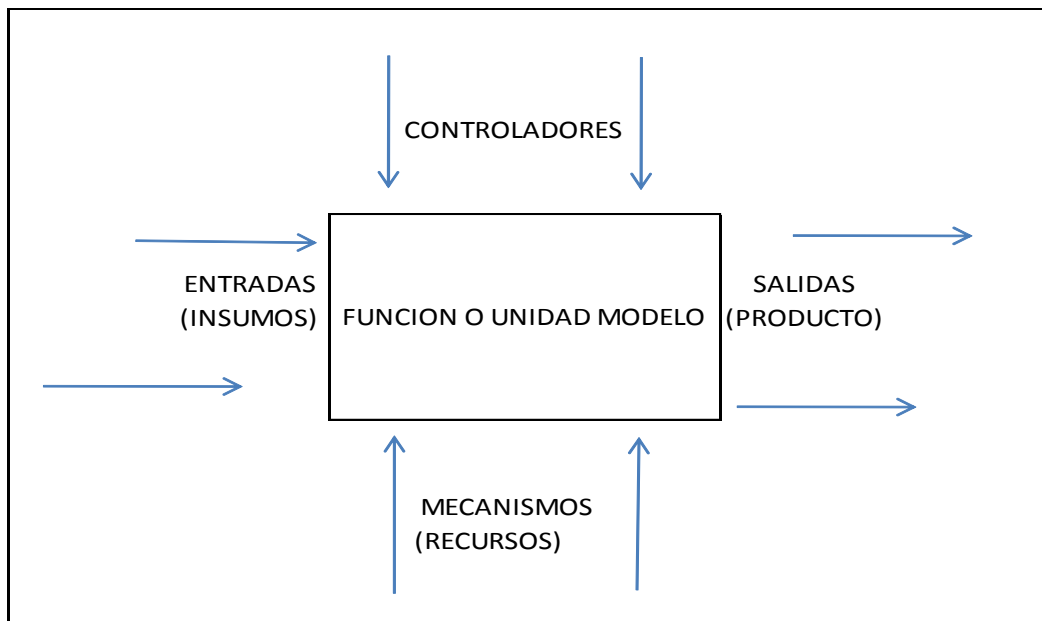 CONTROLADORES
ENTRADAS
(INSUMOS)
FUNCION O UNIDAD MODELO
SALIDAS
(PRODUCTO)
MECANISMOS
(RECURSOS)